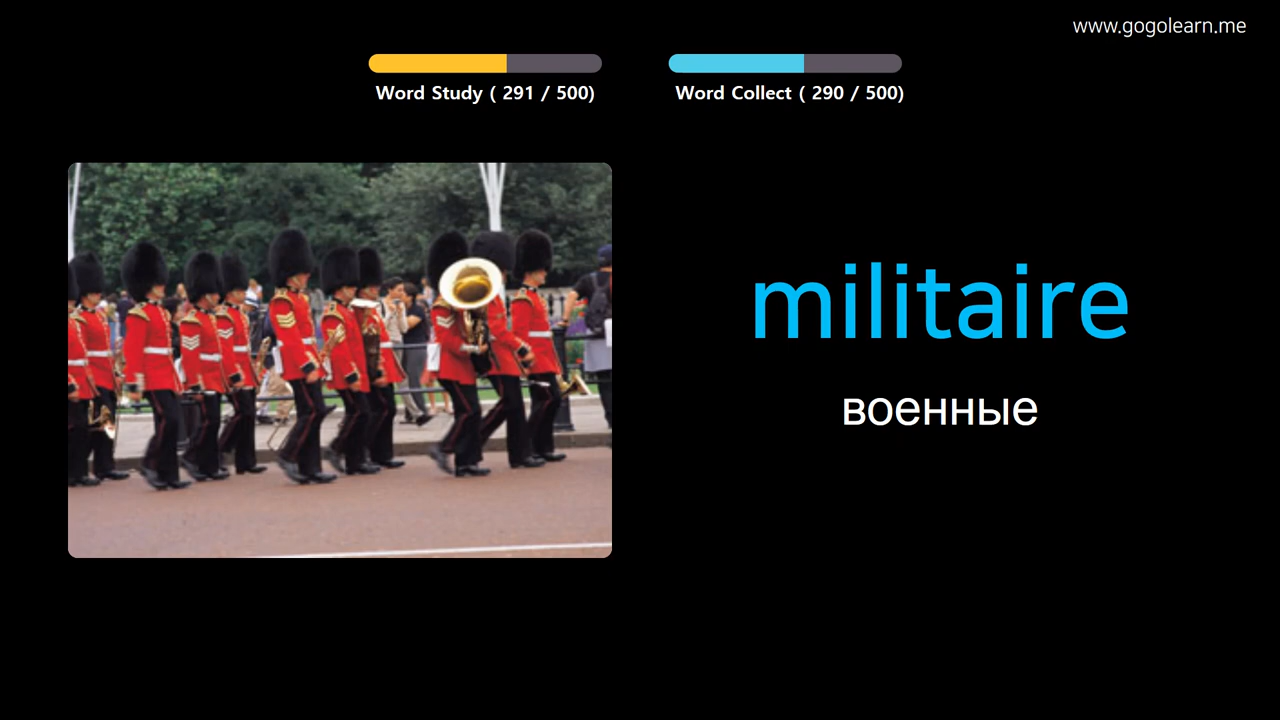 www.gogolearn.me
Word Study ( 291 / 500)
Word Collect ( 290 / 500)
militaire
военные